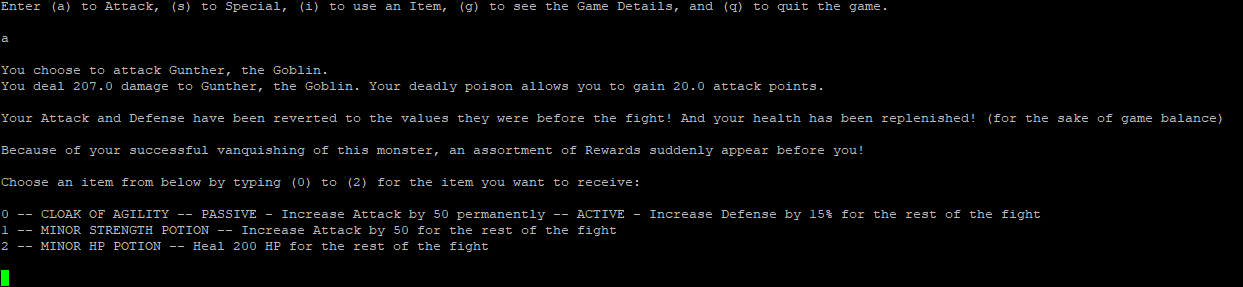 Enter (a) to Attack, (s) to Special, (i) to use an Item, (g) to see the Game Details, and (q) to quit the game.
a
You choose to attack Gunther, the Goblin.
You deal 207.0 damage to Gunther, the Goblin. Your deadly poison allows you to gain 20.0 attack points.
Your Attack and Defense have been reverted to the values they were before the fight! And your health has been replenished! (for the sake of game balance)
Because of your successful vanquishing of this monster, an assortment of Rewards suddenly appear before you!
Choose an item from below by typing (0) to (2) for the item you want to receive:
0 -- CLOAK OF AGILITY -- PASSIVE - Increase Attack by 50 permanently -- ACTIVE - Increase Defense by 15% for the rest of the fight
1 -- MINOR STRENGTH POTION -- Increase Attack by 50 for the rest of the fight
2 -- MINOR HP POTION -- Heal 200 HP for the rest of the fight